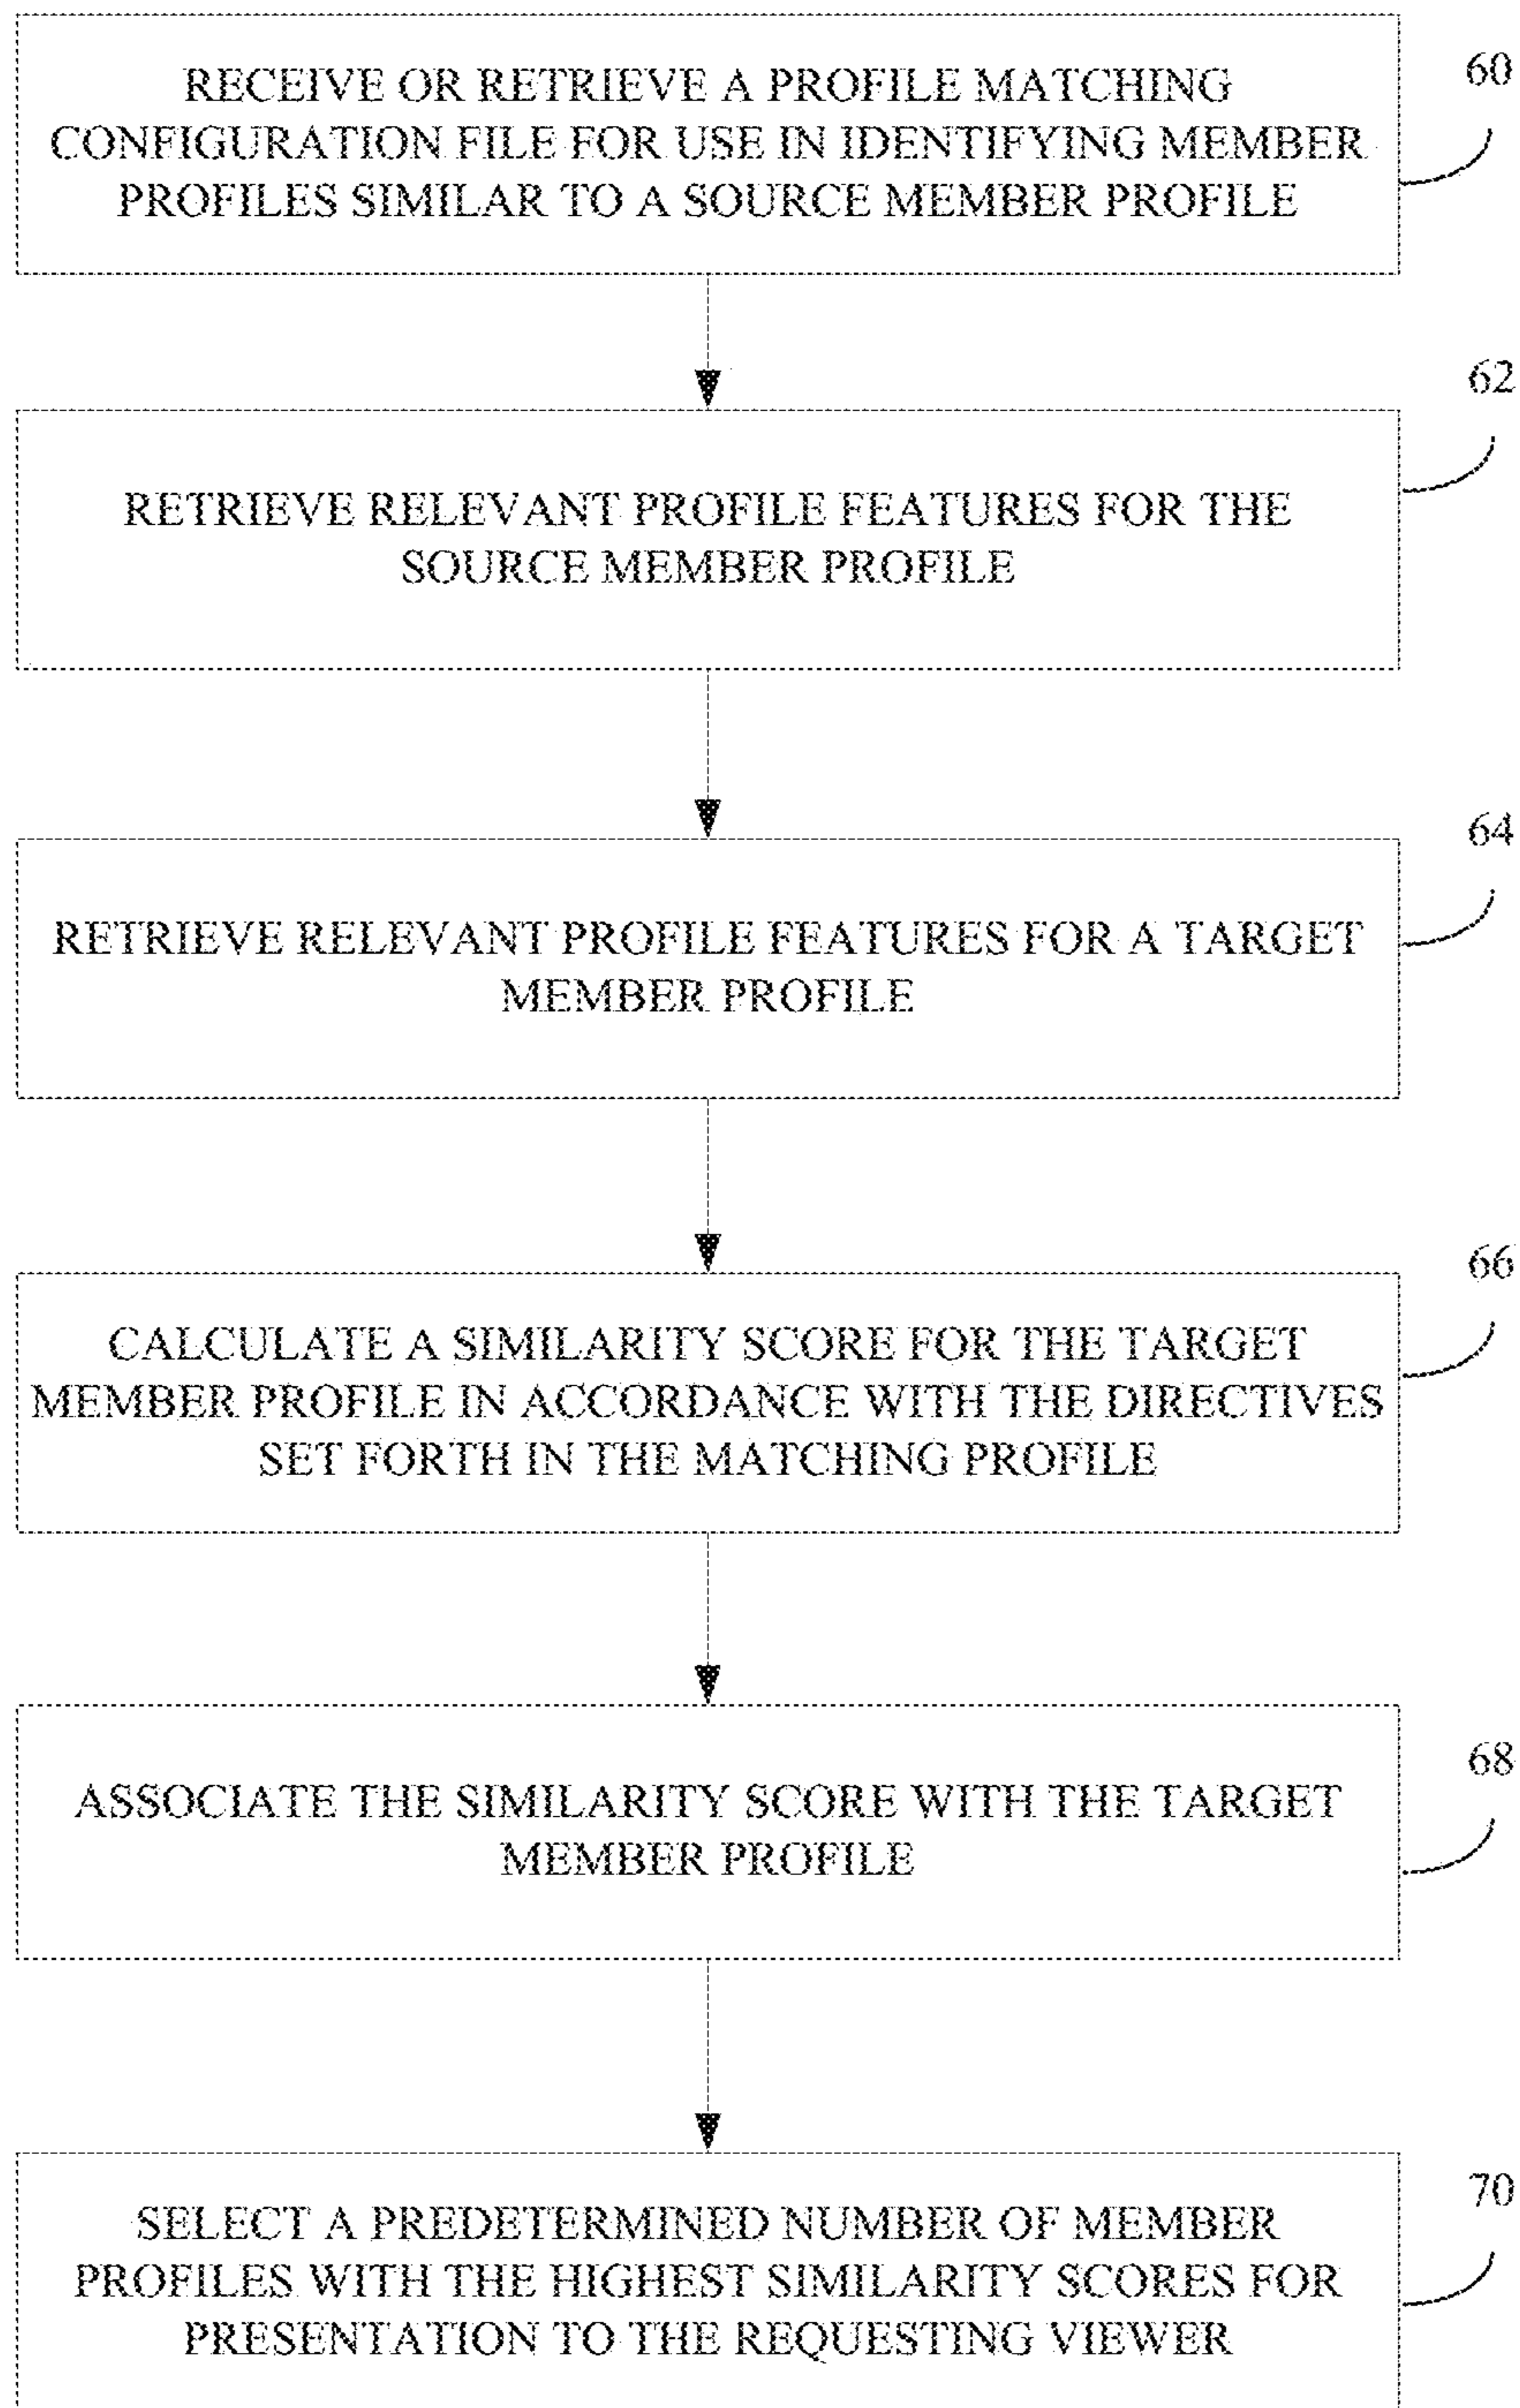 60
RECEIVE OR RETRIEVE A PROFILE MATCHING
CONFIGURATION FILE FOR USE IN IDENTIFYING MEMBER
PROFILES SIMILAR TO A SOURCE MEMBER PROFILE
62
RETRIEVE RELEVANT PROFILE FEATURES FOR THE
SOURCE MEMBER PROFILE
64
RETRIEVE RELEVANT PROFILE FEATURES FOR A TARGET
MEMBER PROFILE
66
CALCULATE A SIMILARITY SCORE FOR THE TARGET
MEMBER PROFILE IN ACCORDANCE WITH THE DIRECTIVES
SET FORTH IN THE MATCHING PROFILE
68
ASSOCIATE THE SIMILARITY SCORE WITH THE TARGET
MEMBER PROFILE
70
SELECT A PREDETERMINED NUMBER OF MEMBER
PROFILES WITH THE HIGHEST SIMILARITY SCORES FOR
PRESENTATION TO THE REQUESTING VIEWER